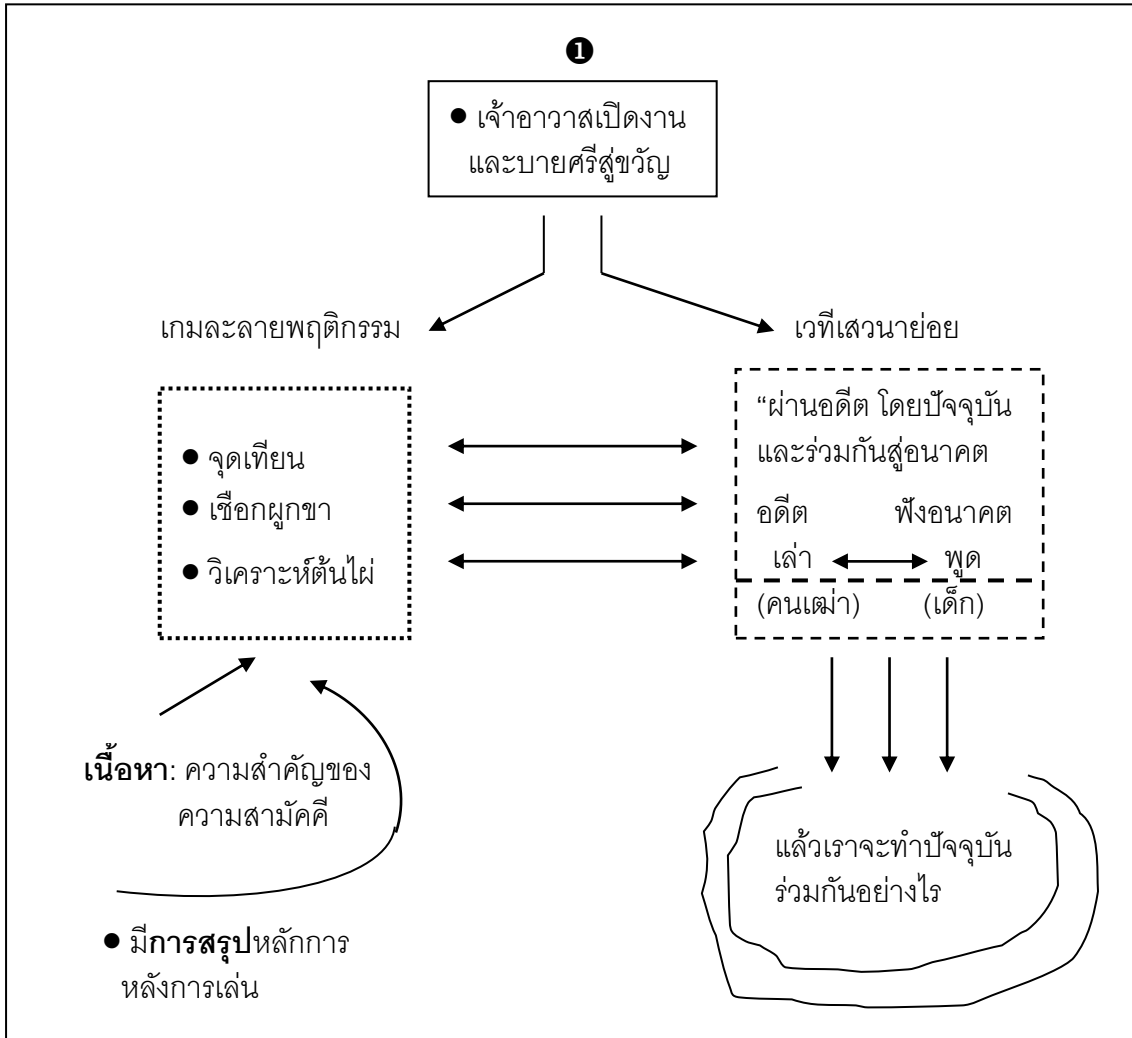 ❶
● เจ้าอาวาสเปิดงาน
และบายศรีสู่ขวัญ
เกมละลายพฤติกรรม
เวทีเสวนาย่อย
● จุดเทียน
● เชือกผูกขา
● วิเคราะห์ต้นไผ่
“ผ่านอดีต โดยปัจจุบัน
และร่วมกันสู่อนาคต
อดีต ฟังอนาคต
เล่า พูด
(คนเฒ่า) (เด็ก)
เนื้อหา: ความสำคัญของ
ความสามัคคี
● มีการสรุปหลักการ
หลังการเล่น
แล้วเราจะทำปัจจุบัน
ร่วมกันอย่างไร